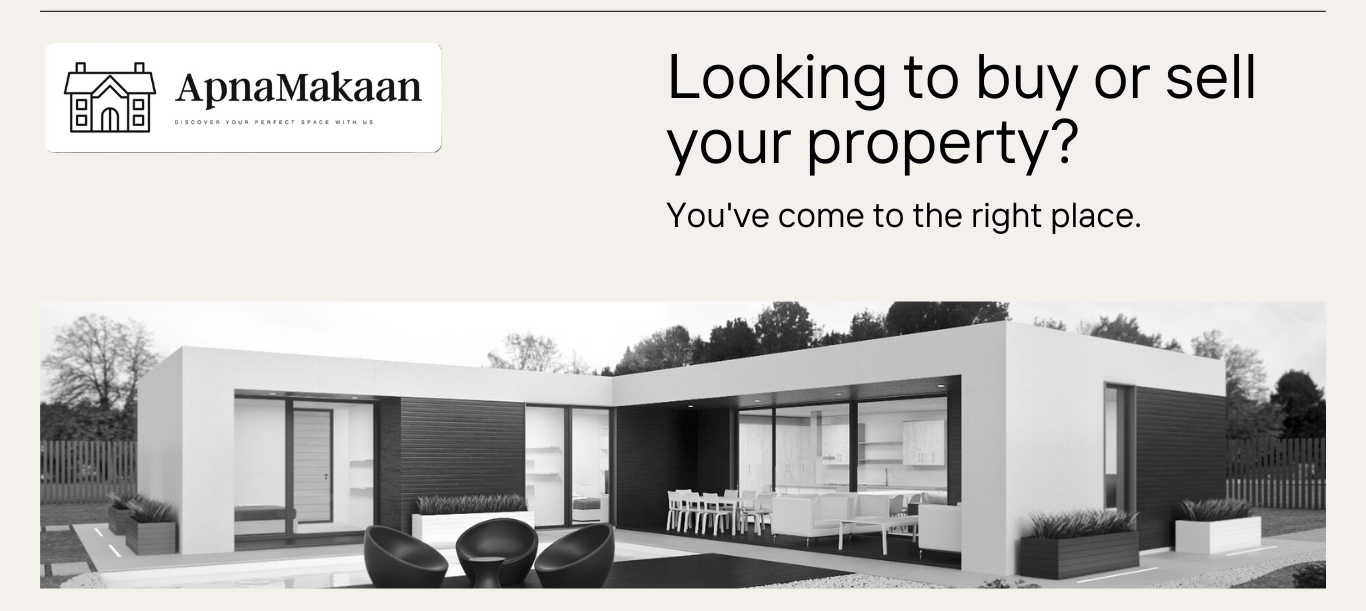 ApnaMakaan
DISCOVER YOUR PERFECT SPACE WITH US
Looking to buy or sell
your property?
You've come to the right place.